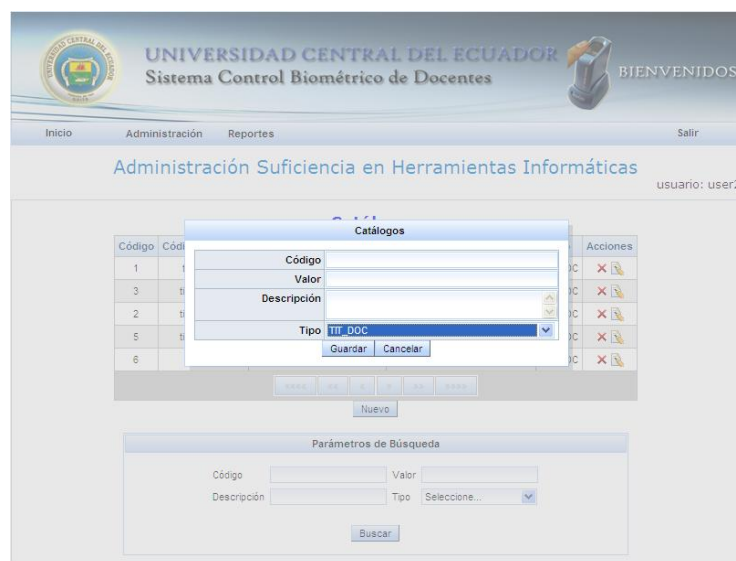 UNIVERSIDAD CENTRAL DEL ECUADOR
Sistema Control Biométrico de Docentes
BIENVENIDOS
Inicio Administración Reportes Salir
Administración Suficiencia en Herramientas Informáticas
usuario: user
Catálogos
Código Acciones
Código
Valor
Descripción
Tipo TIT_DOC
Guardar Cancelar
1
3
2
5
6
<<<< << < > >> >>>>
Nuevo
Parámetros de Búsqueda
Código Valor
Descripción Tipo Seleccione...
Buscar